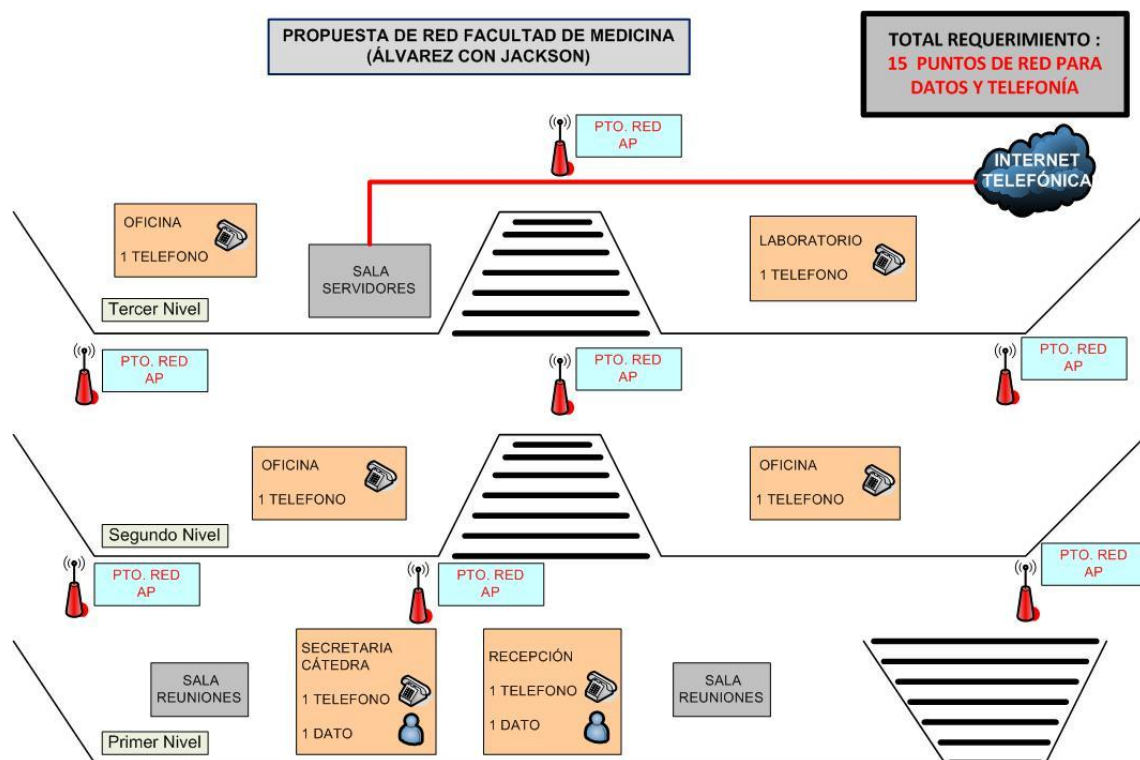 PROPUESTA DE RED FACULTAD DE MEDICINA
(ÁLVAREZ CON JACKSON)
TOTAL REQUERIMIENTO :
15 PUNTOS DE RED PARA
DATOS Y TELEFONÍA
PTO. RED
AP
INTERNET
TELEFÓNICA
OFICINA
1 TELEFONO
SALA
SERVIDORES
LABORATORIO
1 TELEFONO
Tercer Nivel
PTO. RED
AP
PTO. RED
AP
PTO. RED
AP
OFICINA
1 TELEFONO
OFICINA
1 TELEFONO
Segundo Nivel
PTO. RED
AP
PTO. RED
AP
PTO. RED
AP
SALA
REUNIONES
SECRETARIA
CÁTEDRA
1 TELEFONO
1 DATO
RECEPCIÓN
1 TELEFONO
1 DATO
SALA
REUNIONES
Primer Nivel